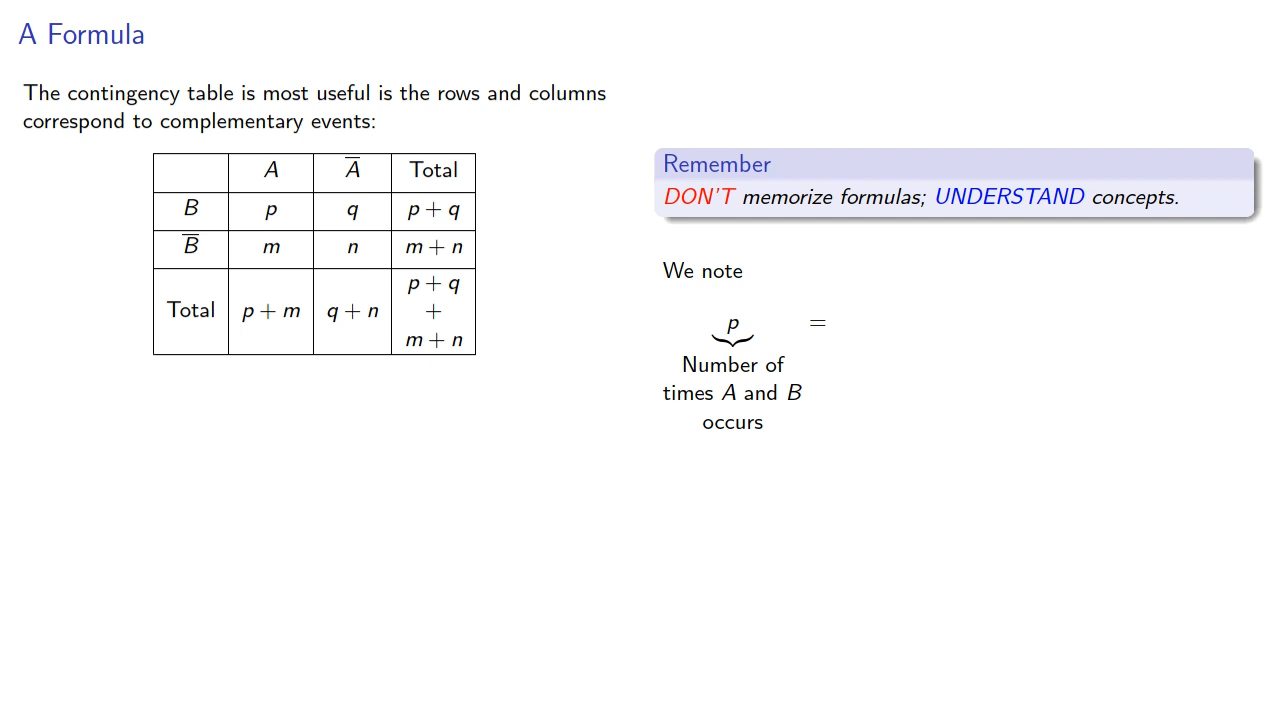 A Formula
The contingency table is most useful is the rows and columns
correspond to complementary events:
A A̅ Total
B p q p + q
B̅ m n m + n
Total p + m q + n p + q + m + n
Remember
DON'T memorize formulas; UNDERSTAND concepts.
We note
p =
Number of
times A and B
occurs